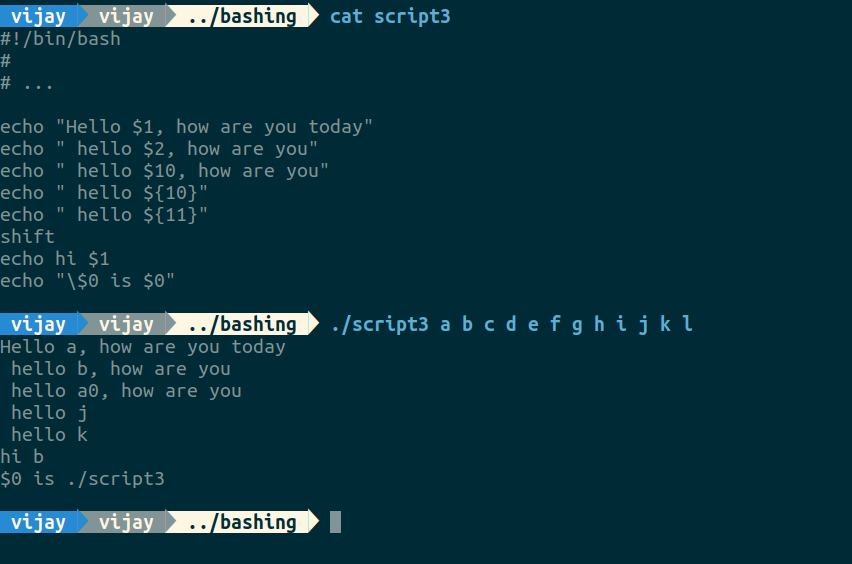 vijay vijay ../bashing cat script3
#!/bin/bash
#
# ...
echo "Hello $1, how are you today"
echo " hello $2, how are you"
echo " hello $10, how are you"
echo " hello ${10}"
echo " hello ${11}"
shift
echo hi $1
echo "\$0 is $0"
vijay vijay ../bashing ./script3 a b c d e f g h i j k l
Hello a, how are you today
 hello b, how are you
 hello a0, how are you
 hello j
 hello k
hi b
$0 is ./script3
vijay vijay ../bashing